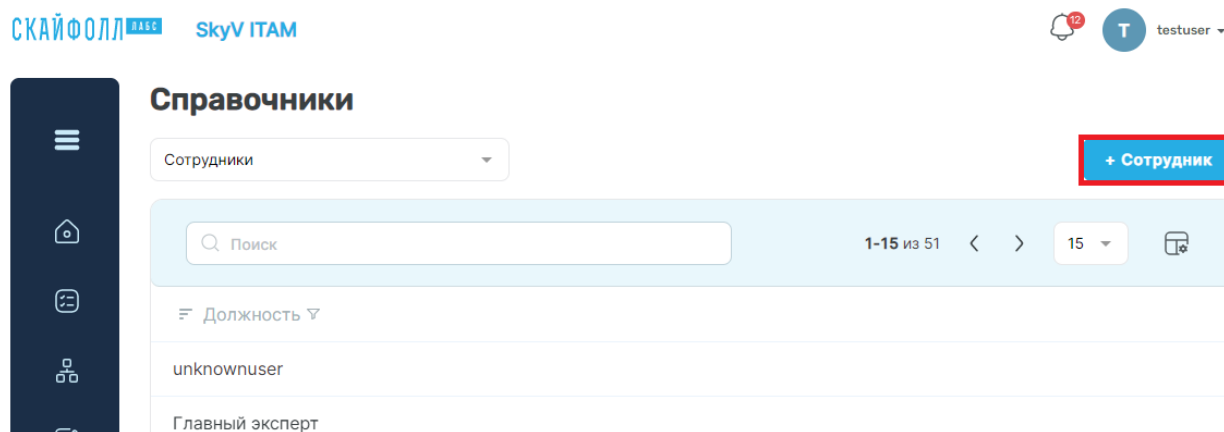 СКАЙФОЛЛ ЛАБС SkyV ITAM 12 T testuser
Справочники
Сотрудники + Сотрудник
Поиск 1-15 из 51 15
Должность
unknownuser
Главный эксперт